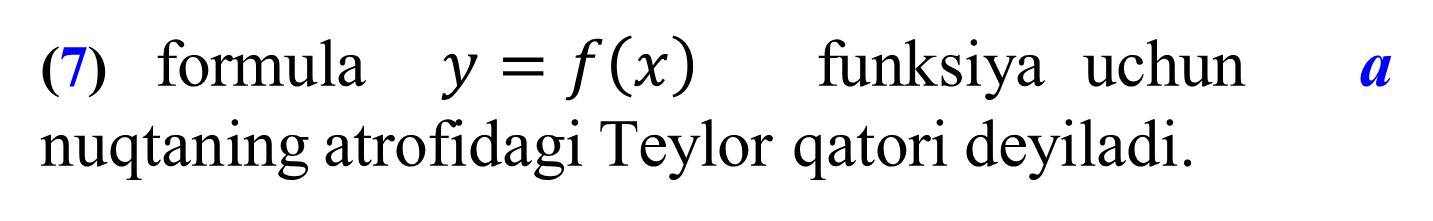 (7) formula y = f(x) funksiya uchun a
nuqtaning atrofidagi Teylor qatori deyiladi.